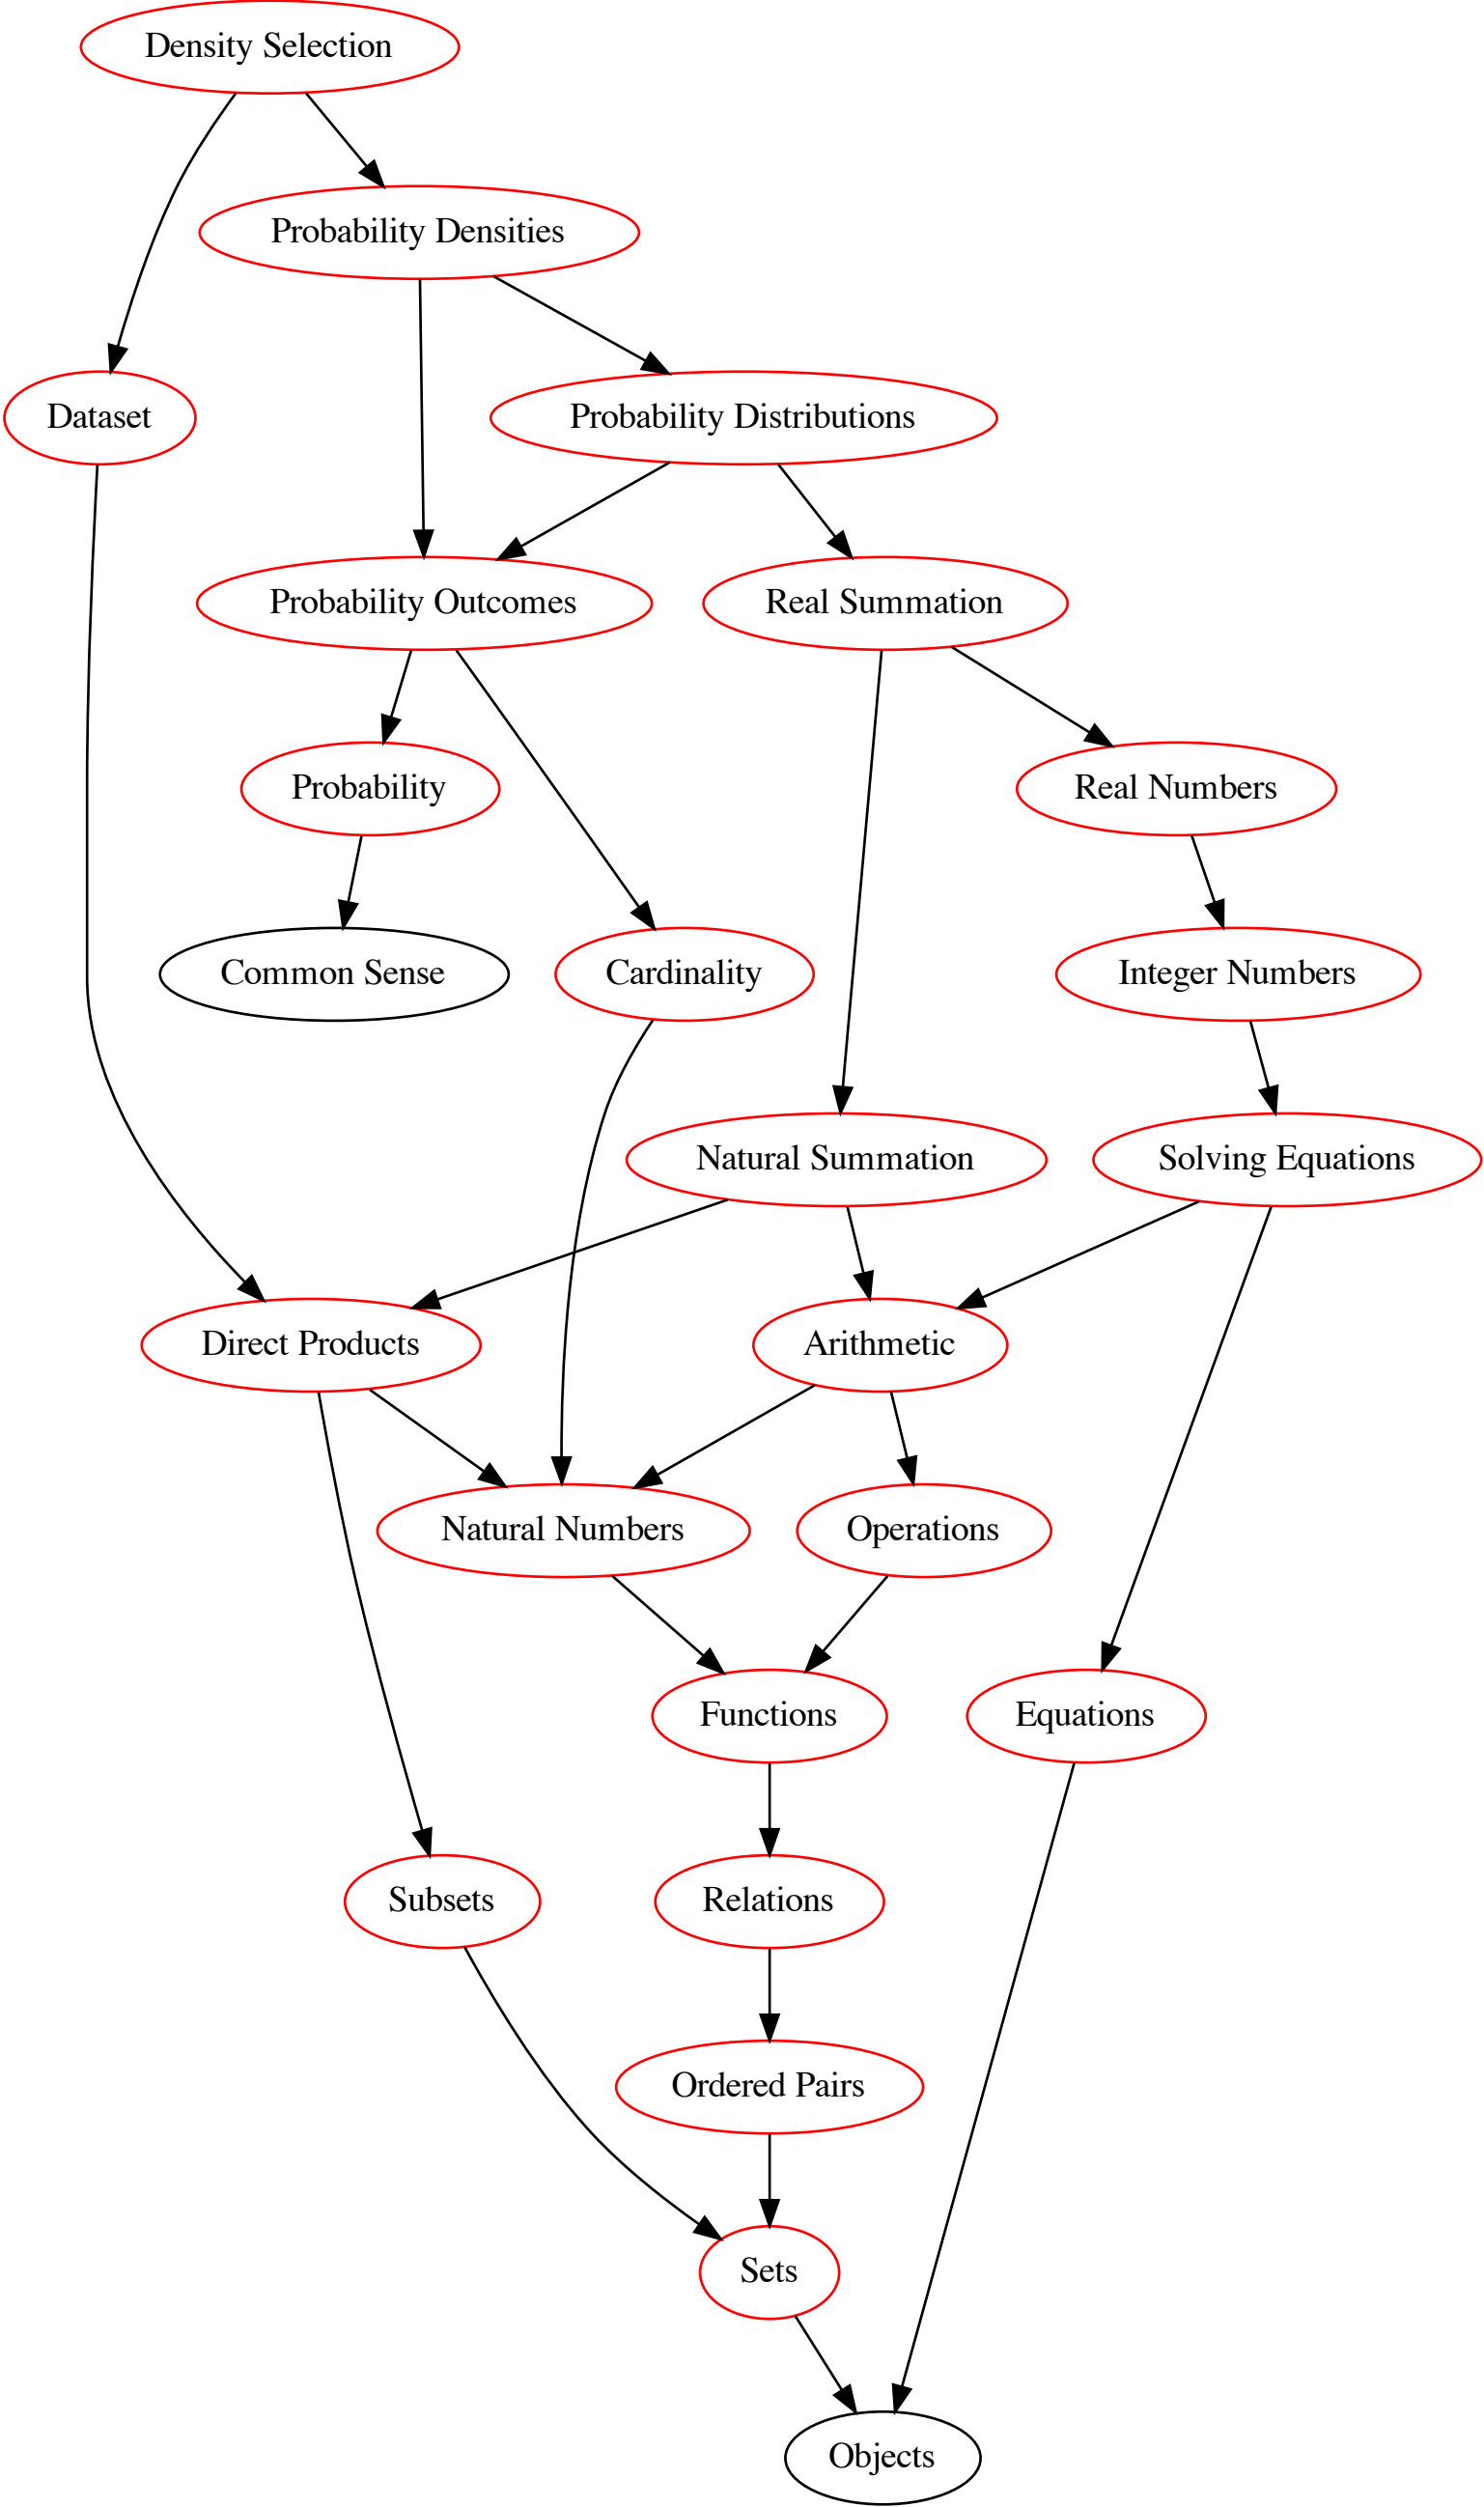 Density Selection
Probability Densities
Dataset
Probability Distributions
Probability Outcomes
Real Summation
Probability
Real Numbers
Common Sense
Cardinality
Integer Numbers
Natural Summation
Solving Equations
Direct Products
Arithmetic
Natural Numbers
Operations
Functions
Equations
Subsets
Relations
Ordered Pairs
Sets
Objects